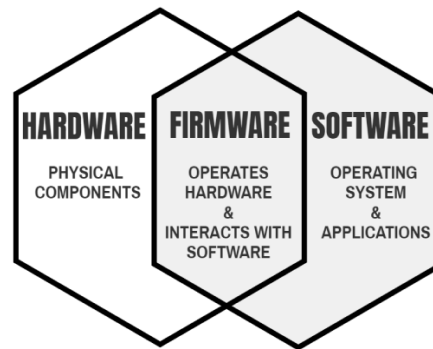 HARDWARE
PHYSICAL
COMPONENTS
FIRMWARE
OPERATES
HARDWARE
&
INTERACTS WITH
SOFTWARE
SOFTWARE
OPERATING
SYSTEM
&
APPLICATIONS